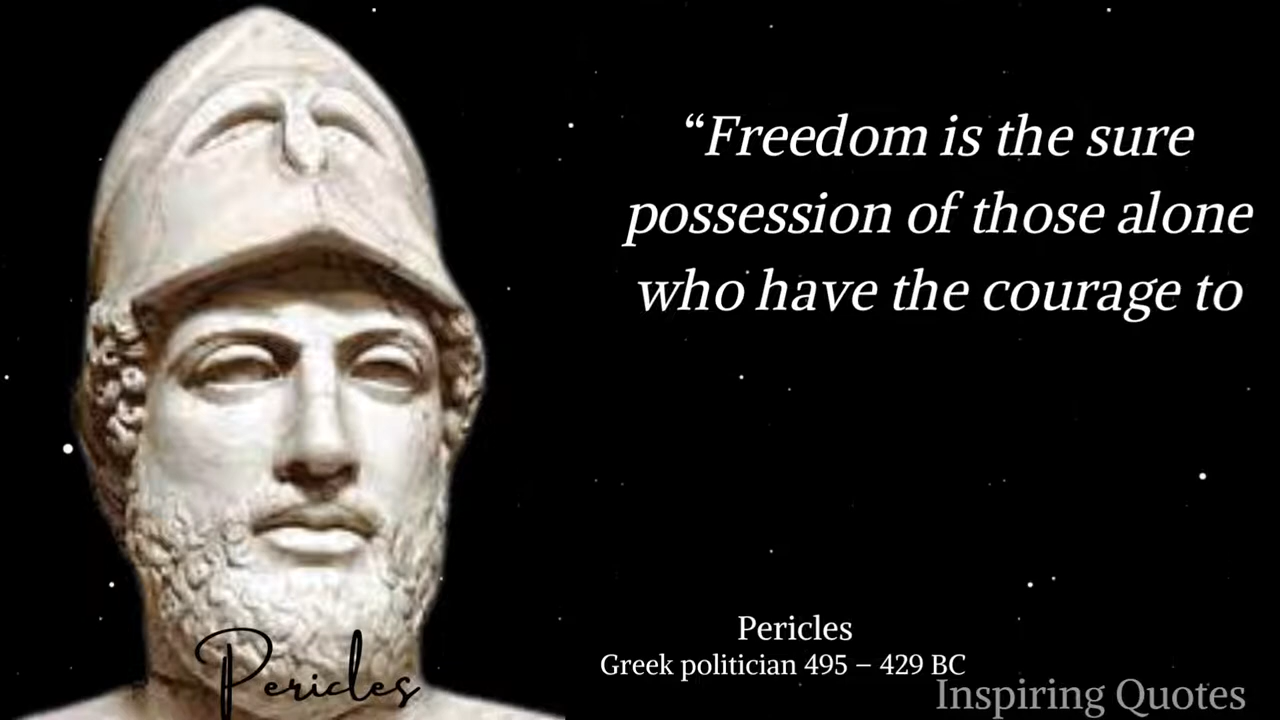 “Freedom is the sure
possession of those alone
who have the courage to
Pericles
Greek politician 495 – 429 BC
Pericles
Inspiring Quotes